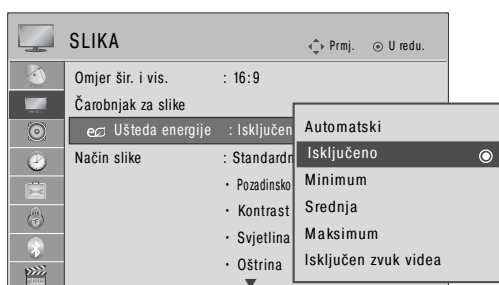 SLIKA
Prmj. U redu.
Omjer šir. i vis. : 16:9
Čarobnjak za slike
Ušteda energije : Isključen
Način slike : Standardn
• Pozadinsko
• Kontrast
• Svjetlina
• Oštrina
Automatski
Isključeno
Minimum
Srednja
Maksimum
Isključen zvuk videa